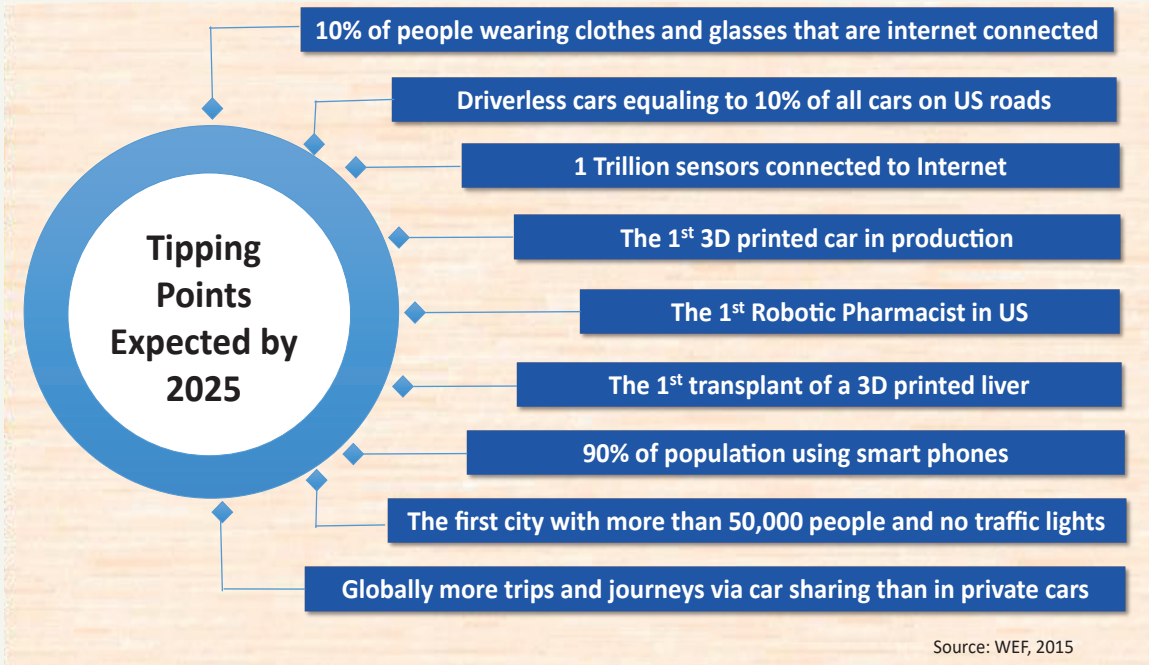 10% of people wearing clothes and glasses that are internet connected
Driverless cars equaling to 10% of all cars on US roads
1 Trillion sensors connected to Internet
The 1st 3D printed car in production
The 1st Robotic Pharmacist in US
The 1st transplant of a 3D printed liver
90% of population using smart phones
The first city with more than 50,000 people and no traffic lights
Globally more trips and journeys via car sharing than in private cars
Tipping
Points
Expected by
2025
Source: WEF, 2015